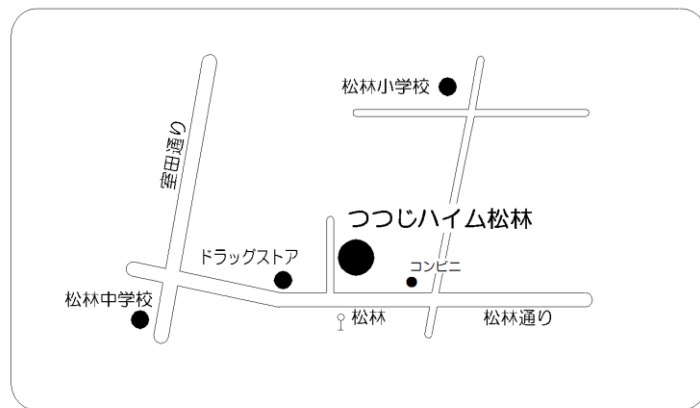 松林小学校
室田通り
つつじハイム松林
ドラッグストア
コンビニ
松林中学校
松林
松林通り